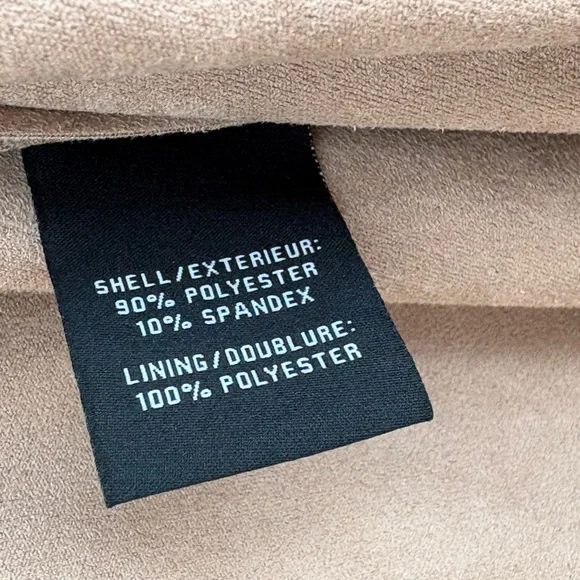 SHELL/EXTERIEUR:
90% POLYESTER
10% SPANDEX
LINING/DOUBLURE:
100% POLYESTER